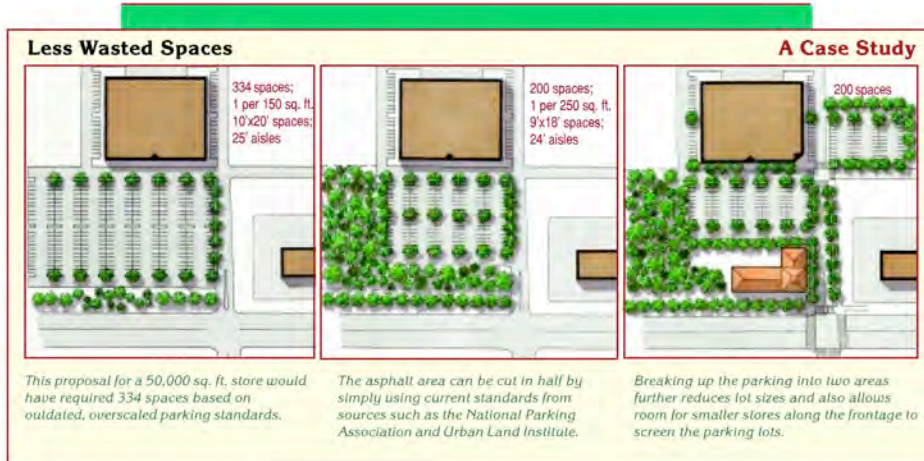 Less Wasted Spaces
A Case Study
334 spaces;
1 per 150 sq. ft.
10'x20' spaces;
25' aisles
200 spaces;
1 per 250 sq. ft.
9'x18' spaces;
24' aisles
200 spaces
This proposal for a 50,000 sq. ft. store would
have required 334 spaces based on
outdated, overscaled parking standards.
The asphalt area can be cut in half by
simply using current standards from
sources such as the National Parking
Association and Urban Land Institute.
Breaking up the parking into two areas
further reduces lot sizes and also allows
room for smaller stores along the frontage to
screen the parking lots.